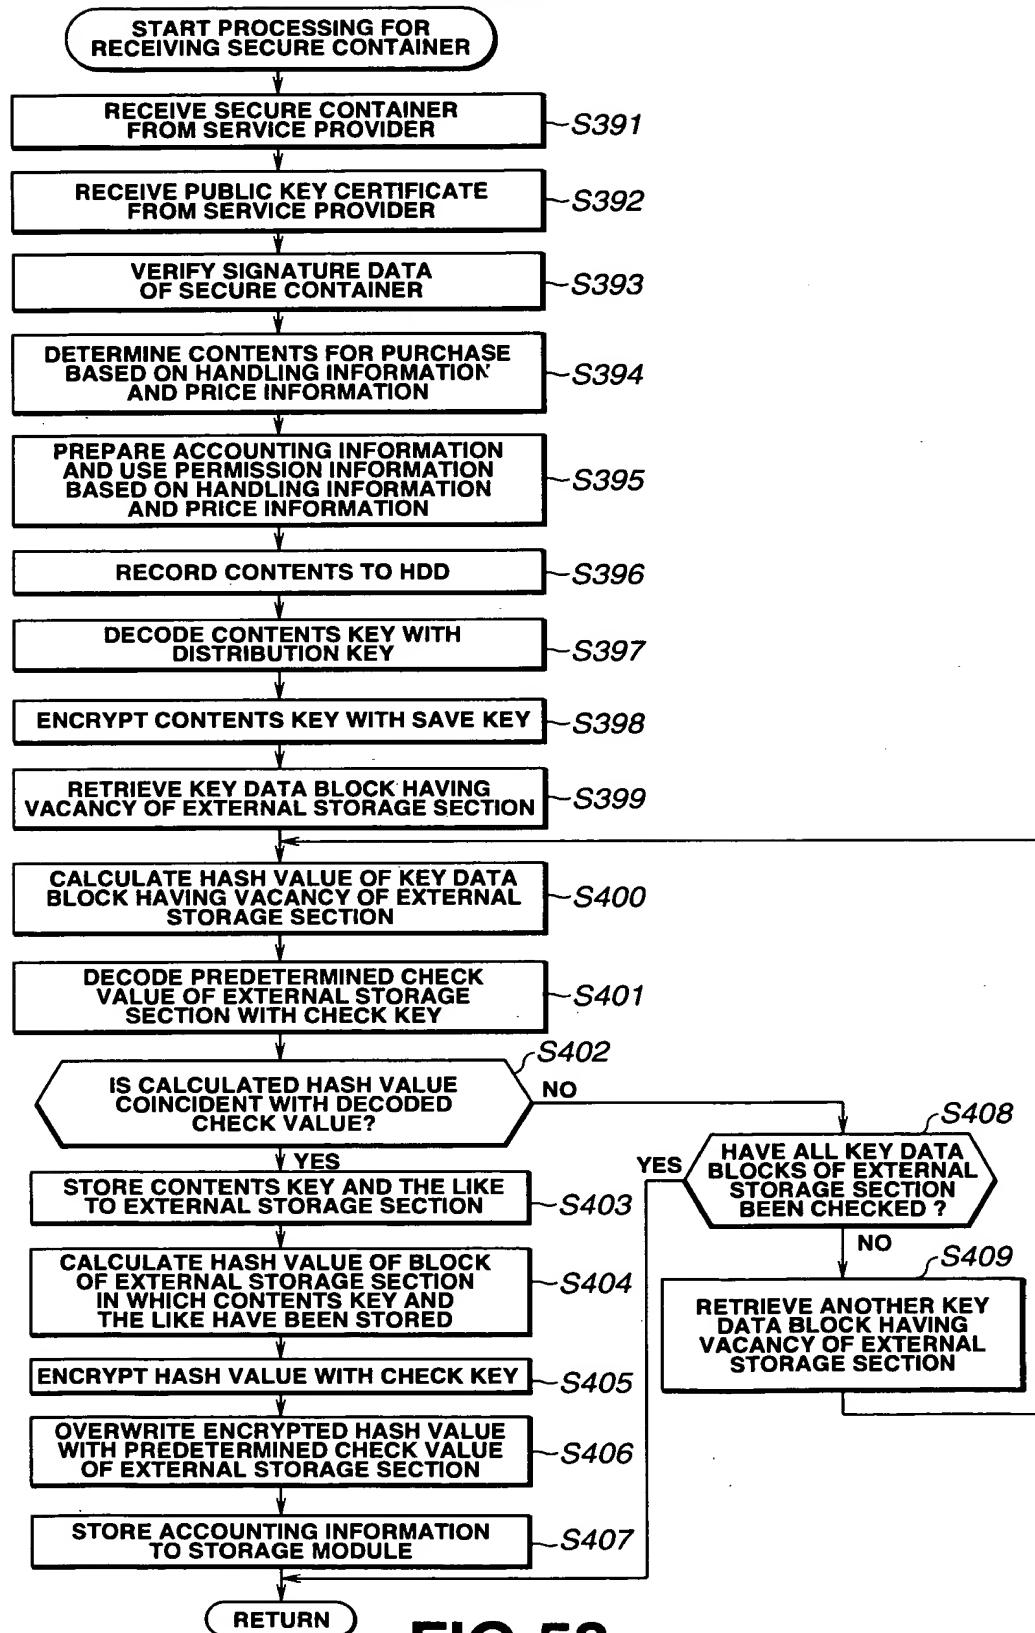 START PROCESSING FOR
RECEIVING SECURE CONTAINER
RECEIVE SECURE CONTAINER
FROM SERVICE PROVIDER
S391
RECEIVE PUBLIC KEY CERTIFICATE
FROM SERVICE PROVIDER
S392
VERIFY SIGNATURE DATA
OF SECURE CONTAINER
S393
DETERMINE CONTENTS FOR PURCHASE
BASED ON HANDLING INFORMATION
AND PRICE INFORMATION
S394
PREPARE ACCOUNTING INFORMATION
AND USE PERMISSION INFORMATION
BASED ON HANDLING INFORMATION
AND PRICE INFORMATION
S395
RECORD CONTENTS TO HDD
S396
DECODE CONTENTS KEY WITH
DISTRIBUTION KEY
S397
ENCRYPT CONTENTS KEY WITH SAVE KEY
S398
RETRIEVE KEY DATA BLOCK HAVING
VACANCY OF EXTERNAL STORAGE SECTION
S399
CALCULATE HASH VALUE OF KEY DATA
BLOCK HAVING VACANCY OF EXTERNAL
STORAGE SECTION
S400
DECODE PREDETERMINED CHECK
VALUE OF EXTERNAL STORAGE
SECTION WITH CHECK KEY
S401
S402
IS CALCULATED HASH VALUE
COINCIDENT WITH DECODED
CHECK VALUE?
NO
YES
S408
HAVE ALL KEY DATA
BLOCKS OF EXTERNAL
STORAGE SECTION
BEEN CHECKED ?
YES
NO
STORE CONTENTS KEY AND THE LIKE
TO EXTERNAL STORAGE SECTION
S403
CALCULATE HASH VALUE OF BLOCK
OF EXTERNAL STORAGE SECTION
IN WHICH CONTENTS KEY AND
THE LIKE HAVE BEEN STORED
S404
S409
RETRIEVE ANOTHER KEY
DATA BLOCK HAVING
VACANCY OF EXTERNAL
STORAGE SECTION
ENCRYPT HASH VALUE WITH CHECK KEY
S405
OVERWRITE ENCRYPTED HASH VALUE
WITH PREDETERMINED CHECK VALUE
OF EXTERNAL STORAGE SECTION
S406
STORE ACCOUNTING INFORMATION
TO STORAGE MODULE
S407
RETURN